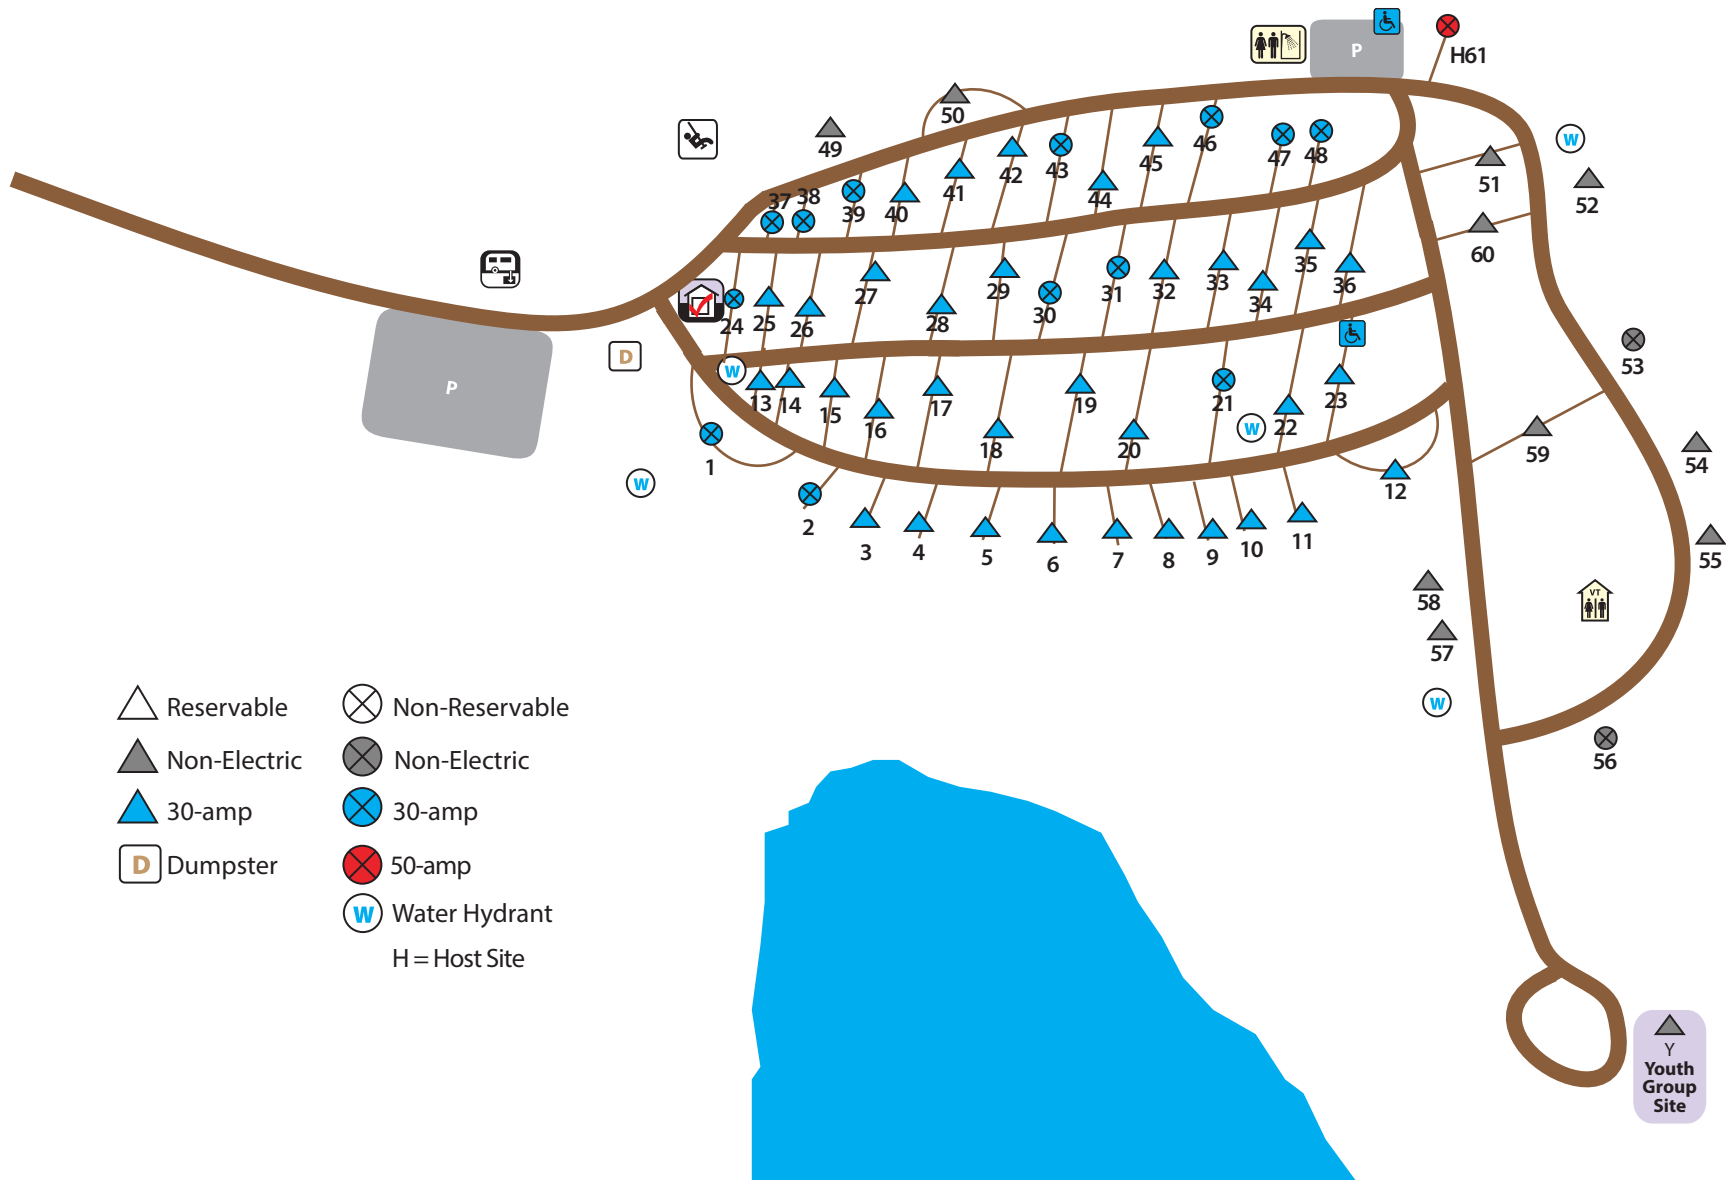 P
H61
50
49
46
47 48
45
43
42
41
44
40
39
38
37
51
52
W
60
36
35
34
33
32
31
30
29
28
27
26
25
24
P
D
W
W
53
54
55
59
23
22
W
21
20
19
18
17
16
15
14
13
1
2
3
4
5
6
7
8
9
10
11
12
58
57
W
VT
56
Reservable
Non-Electric
30-amp
D Dumpster
Non-Reservable
Non-Electric
30-amp
50-amp
W Water Hydrant
H = Host Site
Y
Youth
Group
Site